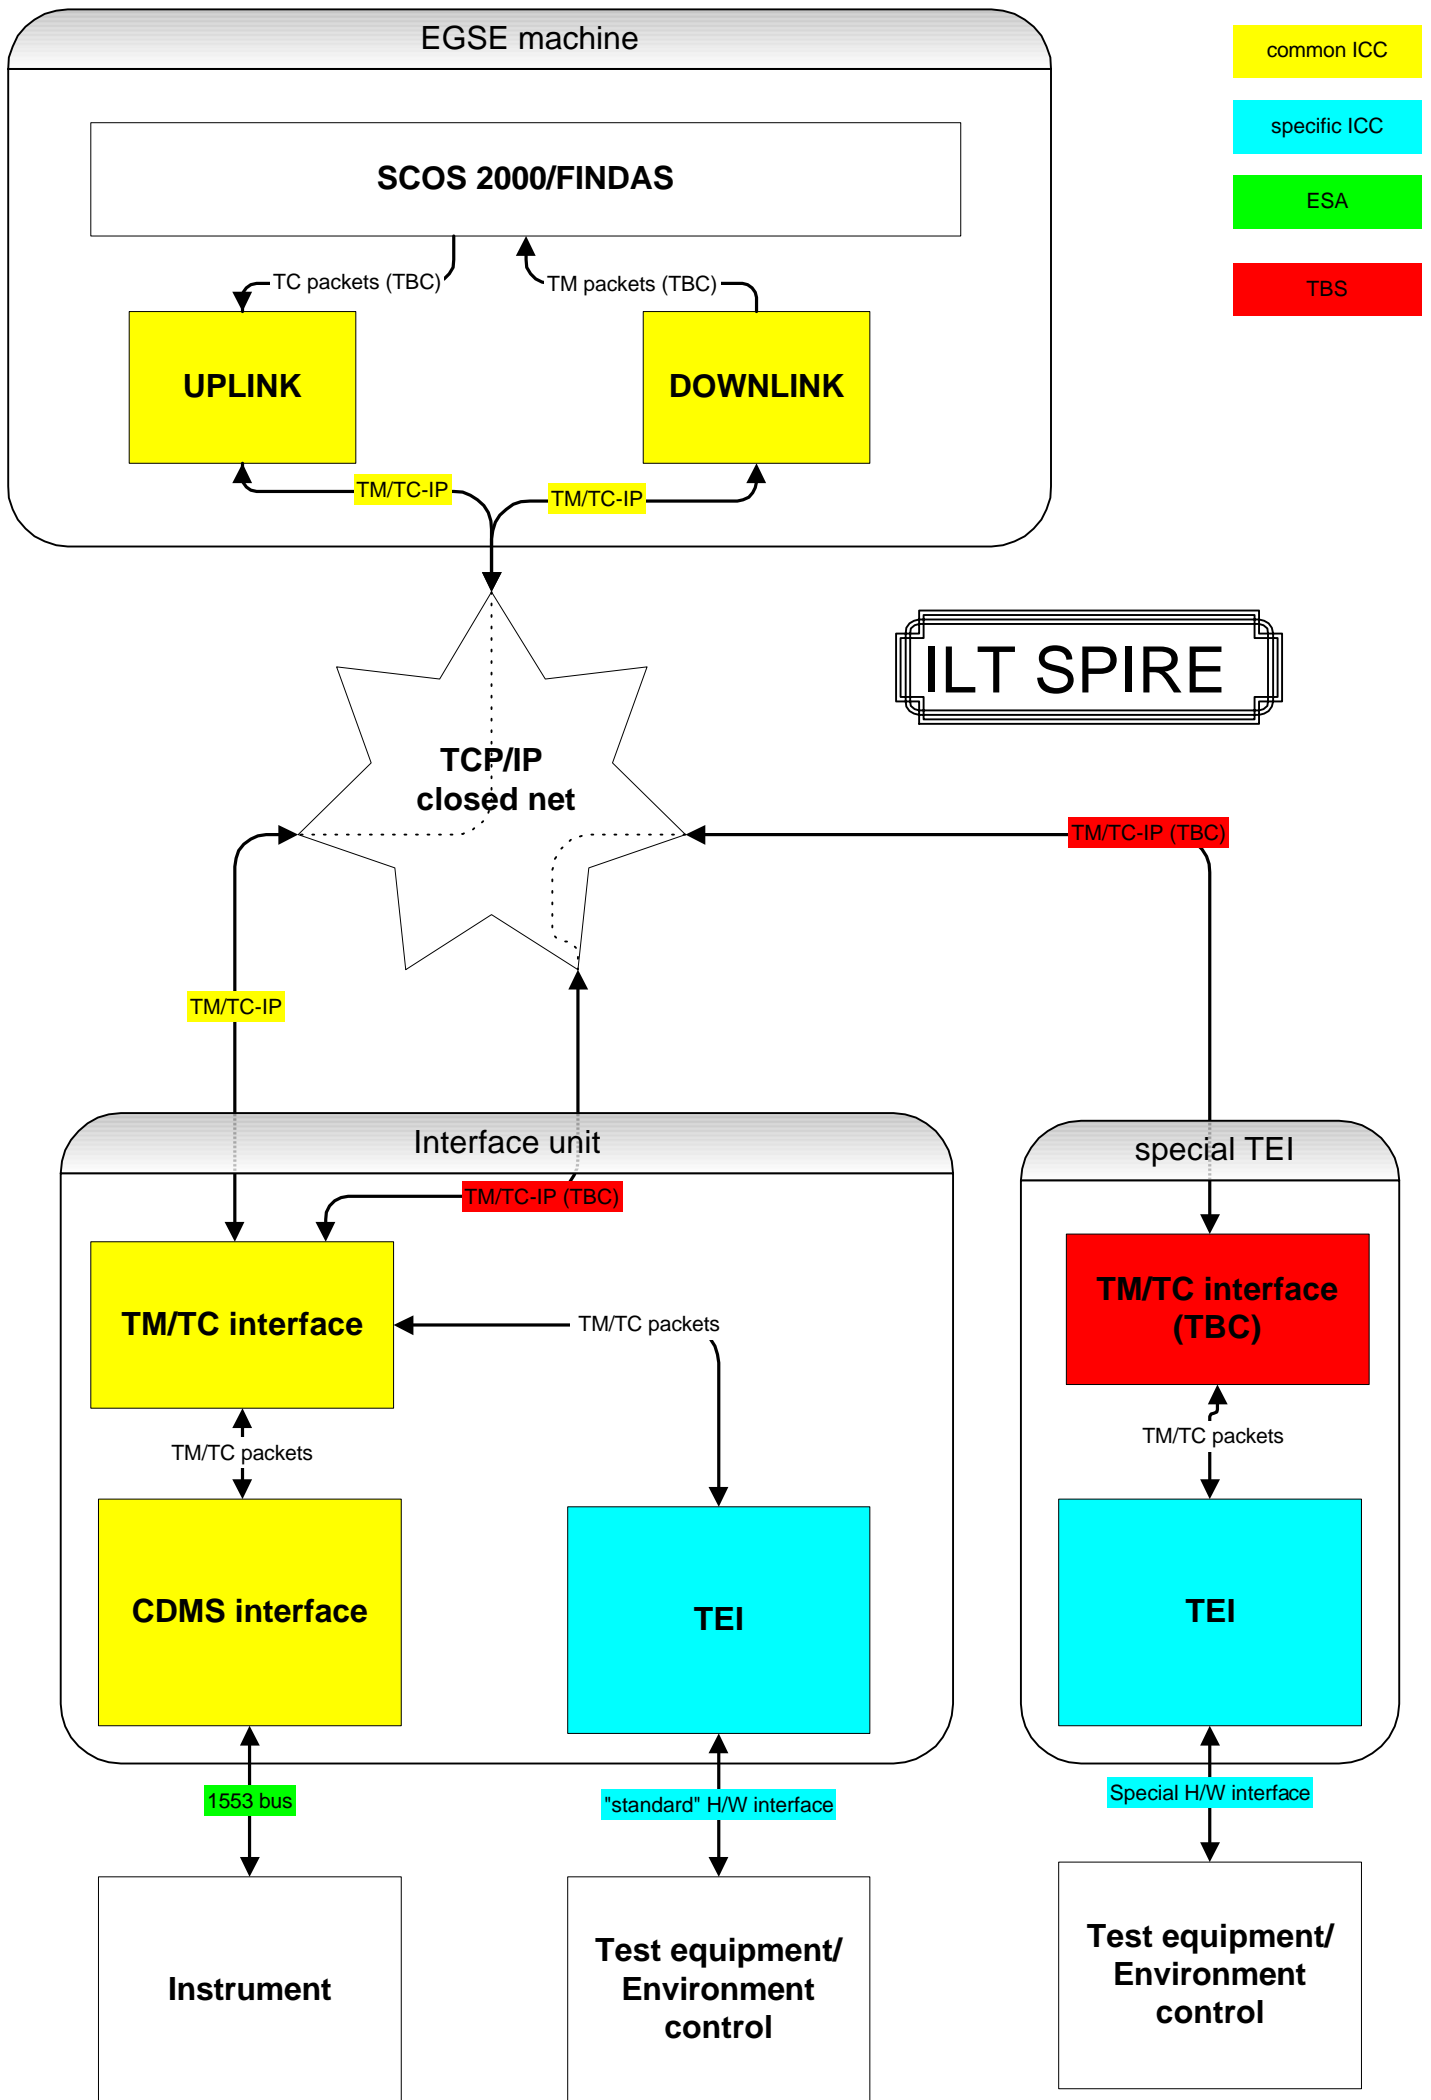 EGSE machine
common ICC
specific ICC
ESA
TBS
SCOS 2000/FINDAS
TC packets (TBC)
TM packets (TBC)
UPLINK
DOWNLINK
TM/TC-IP
TM/TC-IP
ILT SPIRE
TCP/IP
closed net
TM/TC-IP (TBC)
TM/TC-IP
Interface unit
special TEI
TM/TC-IP (TBC)
TM/TC interface
TM/TC packets
TM/TC interface
(TBC)
TM/TC packets
TM/TC packets
CDMS interface
TEI
TEI
1553 bus
"standard" H/W interface
Special H/W interface
Instrument
Test equipment/
Environment
control
Test equipment/
Environment
control